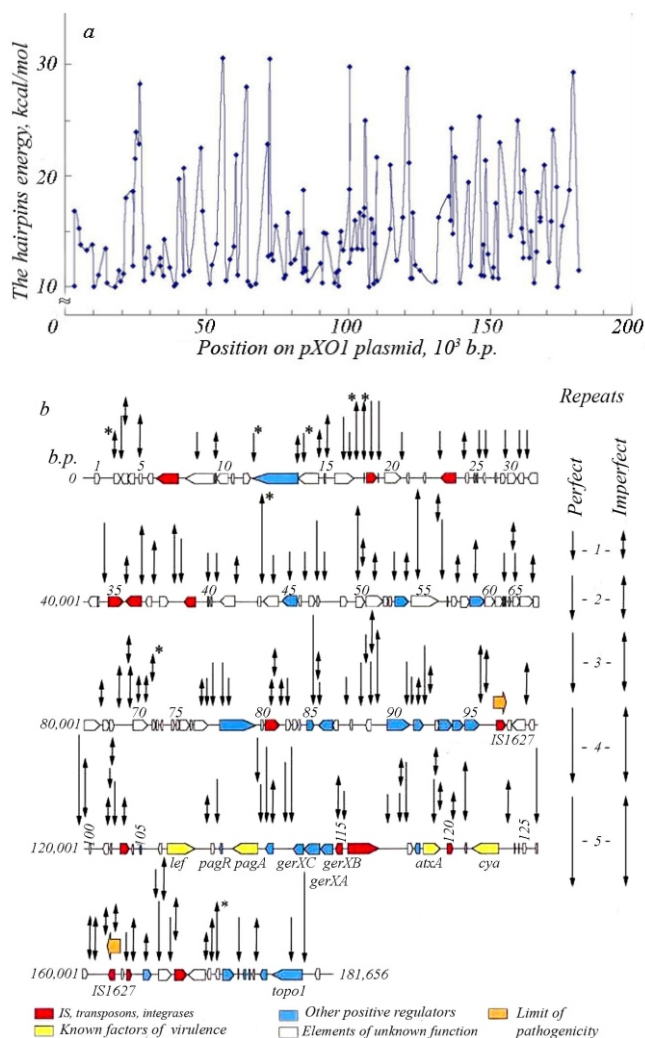 a
The hairpins energy, kcal/mol
30
20
10
0 50 100 150 200
Position on pXO1 plasmid, 10³ b.p.
b
Repeats
Perfect
Imperfect
b.p.
* * * * * *
1 5 10 15 20 25 30
0
- 1 -
*
35 40 45 50 55 60 65
40,001
- 2 -
*
70 75 80 85 90 95
80,001
IS1627
- 3 -
- 4 -
100 105 115 120 125
120,001
lef pagR pagA gerXC gerXB atxA cya
gerXA
- 5 -
*
160,001 181,656
IS1627 topo1
IS, transposons, integrases
Other positive regulators
Limit of pathogenicity
Known factors of virulence
Elements of unknown function